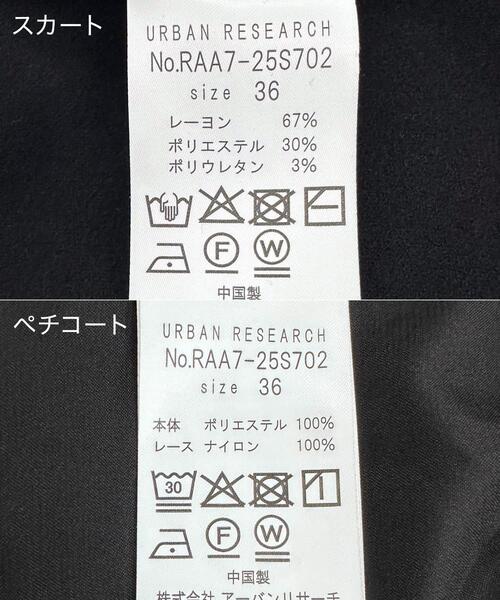 スカート
URBAN RESEARCH
No.RAA7-25S702
size 36
レーヨン 67%
ポリエステル 30%
ポリウレタン 3%
F W
中国製
ペチコート
URBAN RESEARCH
No.RAA7-25S702
size 36
本体 ポリエステル 100%
レース ナイロン 100%
30
F W
中国製
株式会社 アーバンリサーチ